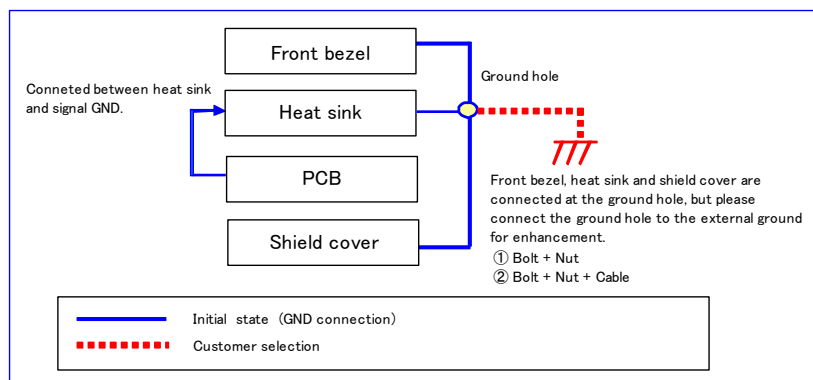 Front bezel
Ground hole
Conneted between heat sink
and signal GND.
Heat sink
PCB
Front bezel, heat sink and shield cover are
connected at the ground hole, but please
connect the ground hole to the external ground
for enhancement.
① Bolt + Nut
② Bolt + Nut + Cable
Shield cover
Initial state (GND connection)
Customer selection